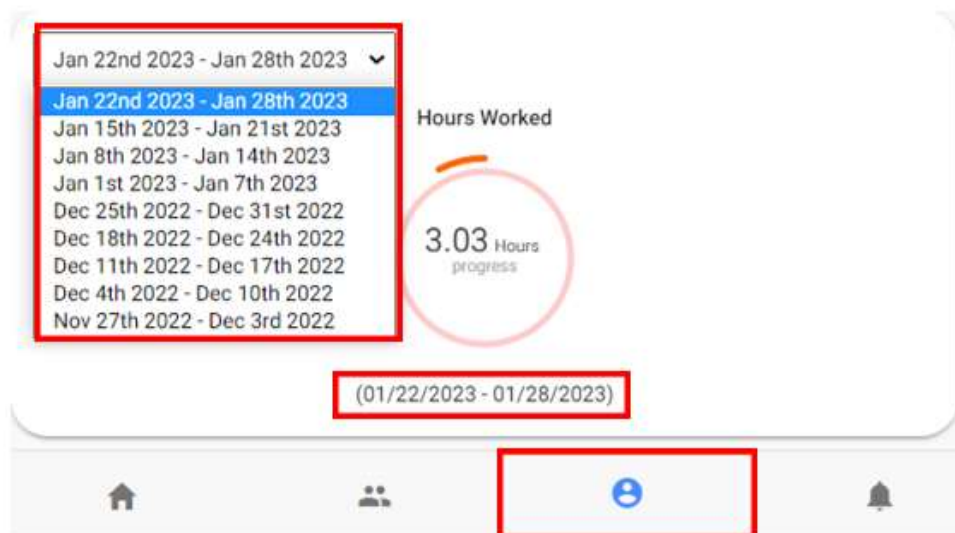 Jan 22nd 2023 - Jan 28th 2023
Jan 22nd 2023 - Jan 28th 2023
Jan 15th 2023 - Jan 21st 2023
Jan 8th 2023 - Jan 14th 2023
Jan 1st 2023 - Jan 7th 2023
Dec 25th 2022 - Dec 31st 2022
Dec 18th 2022 - Dec 24th 2022
Dec 11th 2022 - Dec 17th 2022
Dec 4th 2022 - Dec 10th 2022
Nov 27th 2022 - Dec 3rd 2022
Hours Worked
3.03 Hours
progress
(01/22/2023 - 01/28/2023)